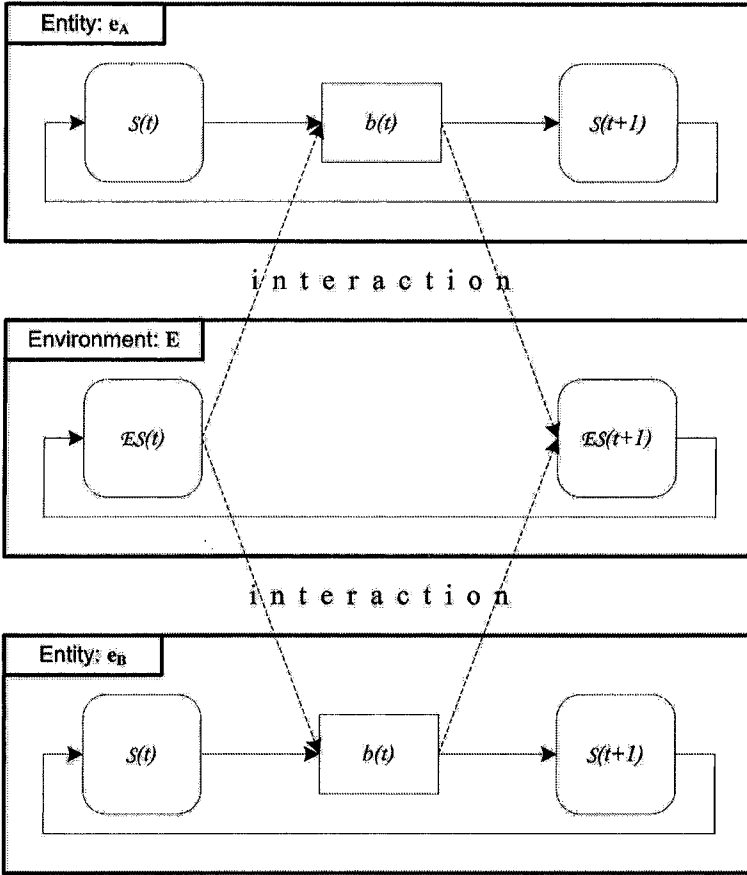 Entity: eA
S(t) b(t) S(t+1)
interaction
Environment: E
ES(t) ES(t+1)
interaction
Entity: eB
S(t) b(t) S(t+1)